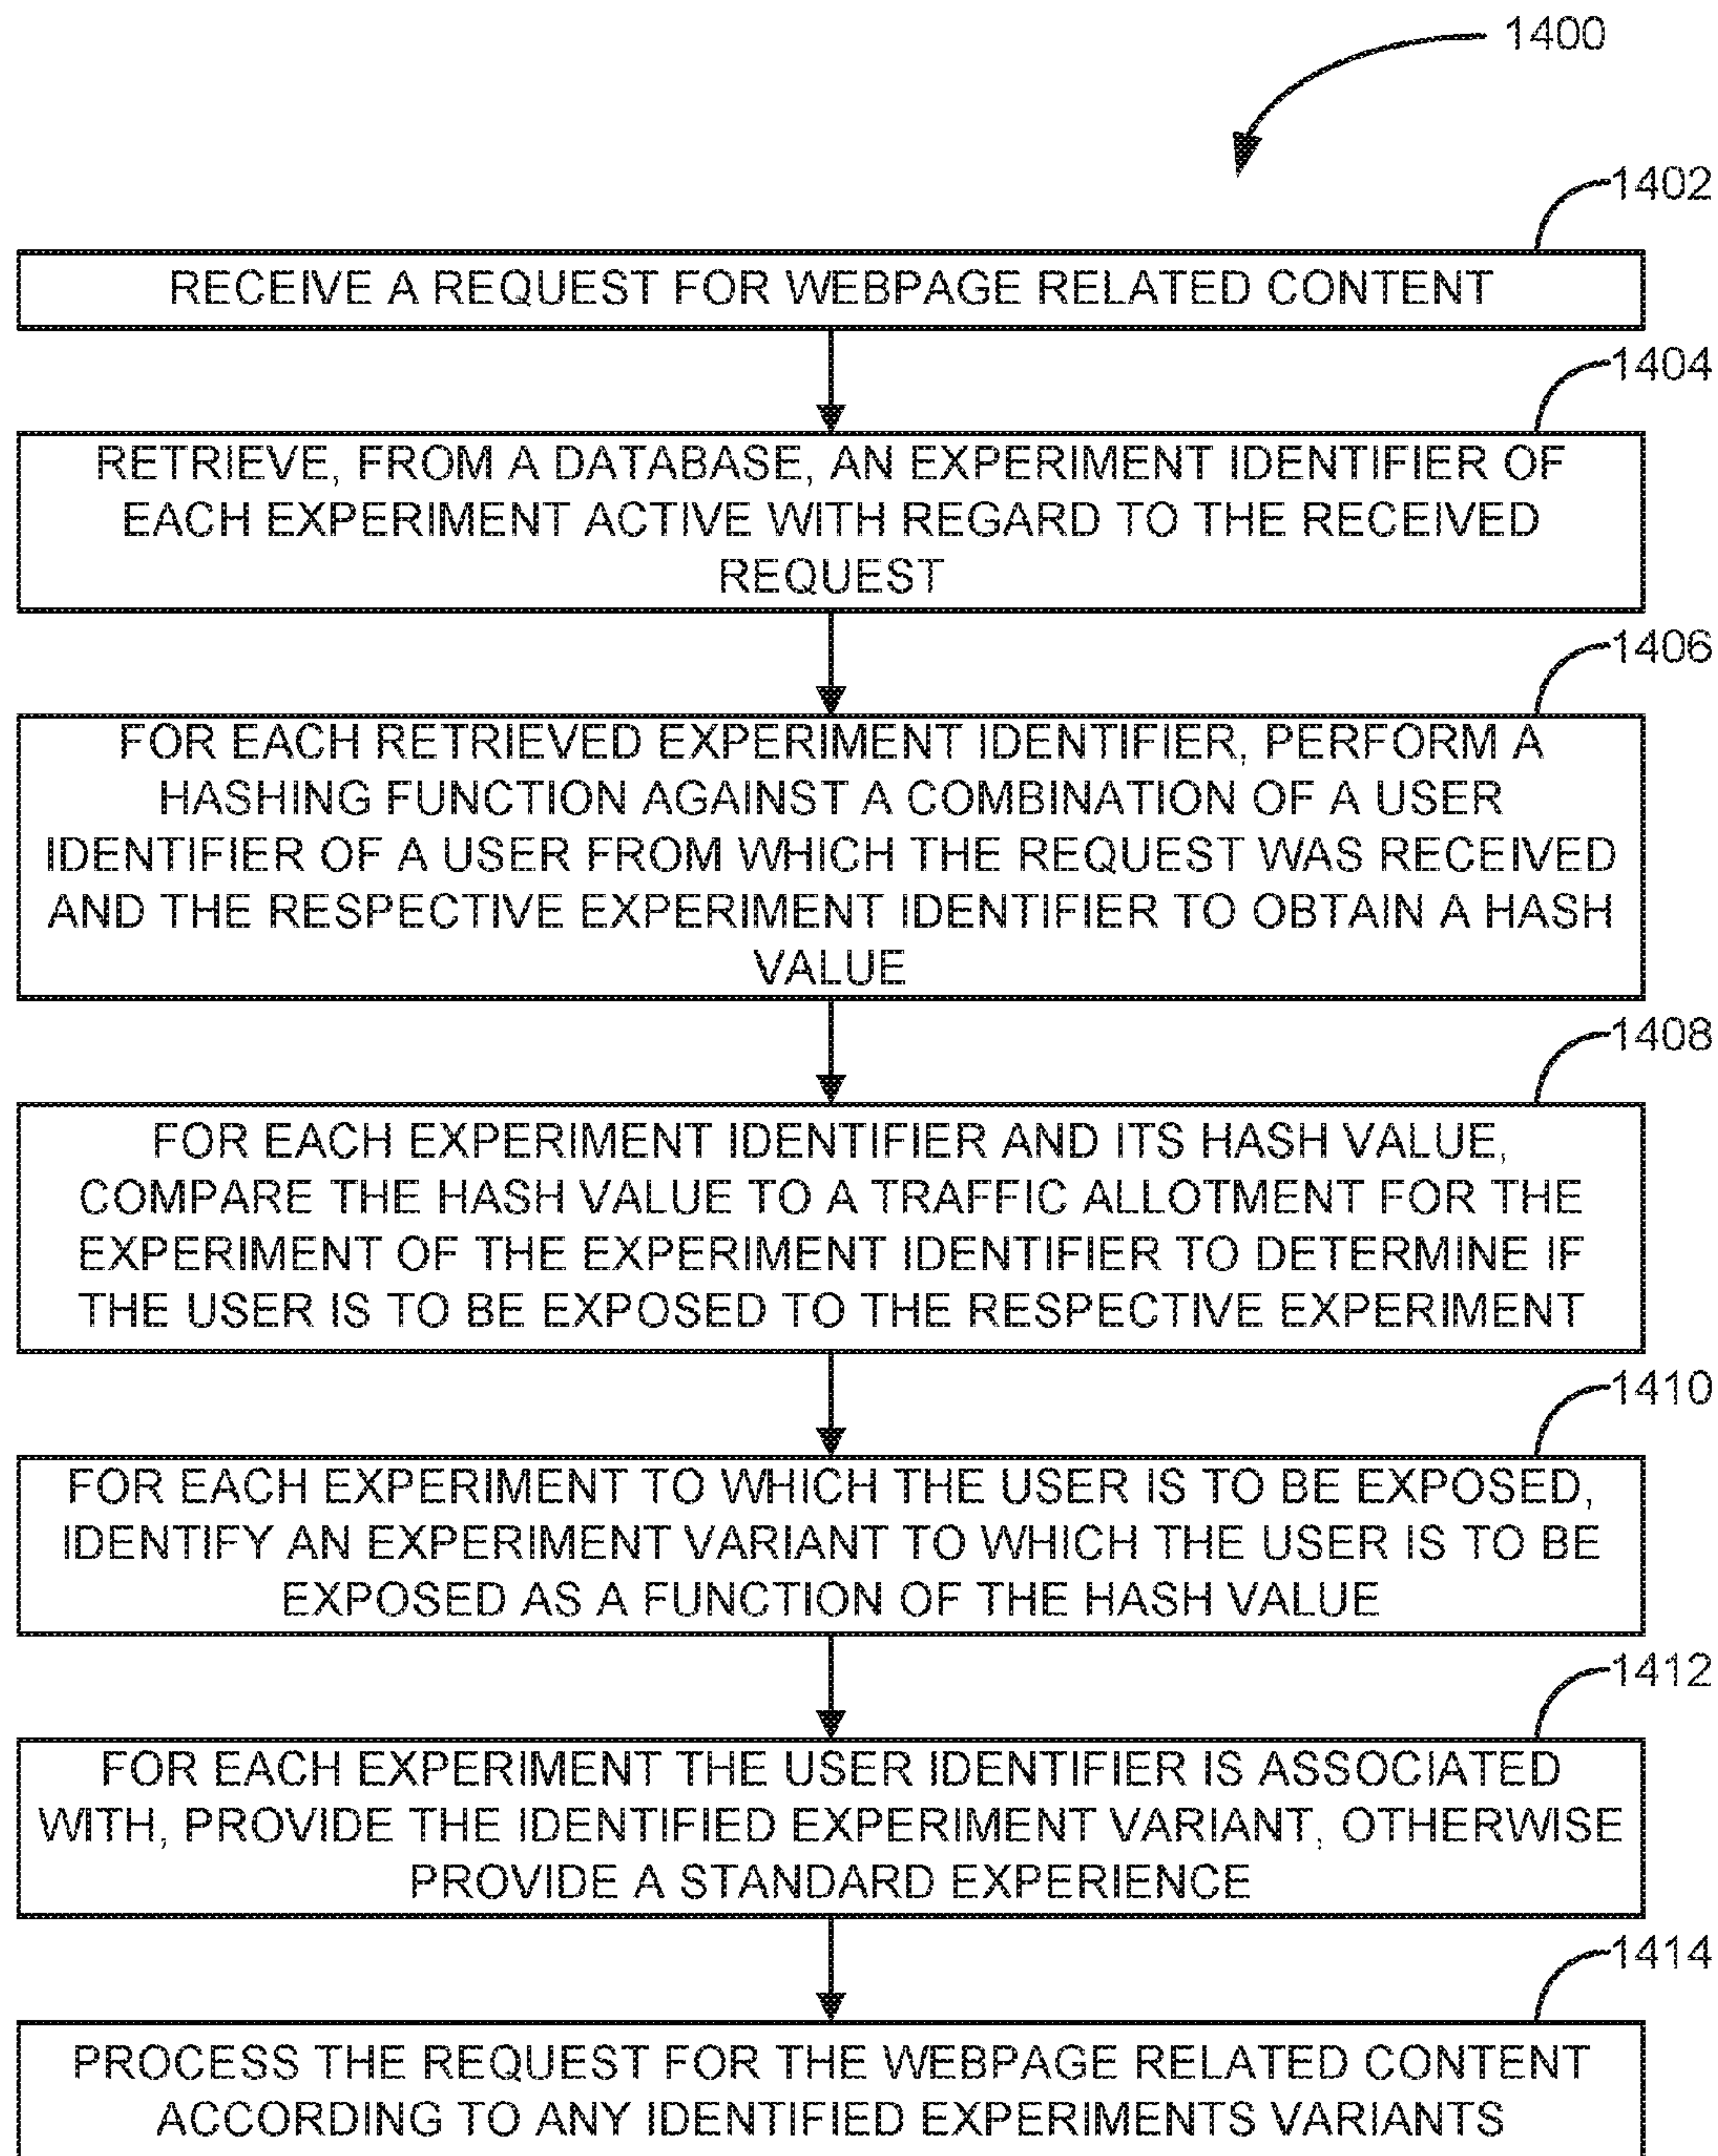 1400
1402
RECEIVE A REQUEST FOR WEBPAGE RELATED CONTENT
1404
RETRIEVE, FROM A DATABASE, AN EXPERIMENT IDENTIFIER OF
EACH EXPERIMENT ACTIVE WITH REGARD TO THE RECEIVED
REQUEST
1406
FOR EACH RETRIEVED EXPERIMENT IDENTIFIER, PERFORM A
HASHING FUNCTION AGAINST A COMBINATION OF A USER
IDENTIFIER OF A USER FROM WHICH THE REQUEST WAS RECEIVED
AND THE RESPECTIVE EXPERIMENT IDENTIFIER TO OBTAIN A HASH
VALUE
1408
FOR EACH EXPERIMENT IDENTIFIER AND ITS HASH VALUE,
COMPARE THE HASH VALUE TO A TRAFFIC ALLOTMENT FOR THE
EXPERIMENT OF THE EXPERIMENT IDENTIFIER TO DETERMINE IF
THE USER IS TO BE EXPOSED TO THE RESPECTIVE EXPERIMENT
1410
FOR EACH EXPERIMENT TO WHICH THE USER IS TO BE EXPOSED,
IDENTIFY AN EXPERIMENT VARIANT TO WHICH THE USER IS TO BE
EXPOSED AS A FUNCTION OF THE HASH VALUE
1412
FOR EACH EXPERIMENT THE USER IDENTIFIER IS ASSOCIATED
WITH, PROVIDE THE IDENTIFIED EXPERIMENT VARIANT, OTHERWISE
PROVIDE A STANDARD EXPERIENCE
1414
PROCESS THE REQUEST FOR THE WEBPAGE RELATED CONTENT
ACCORDING TO ANY IDENTIFIED EXPERIMENTS VARIANTS